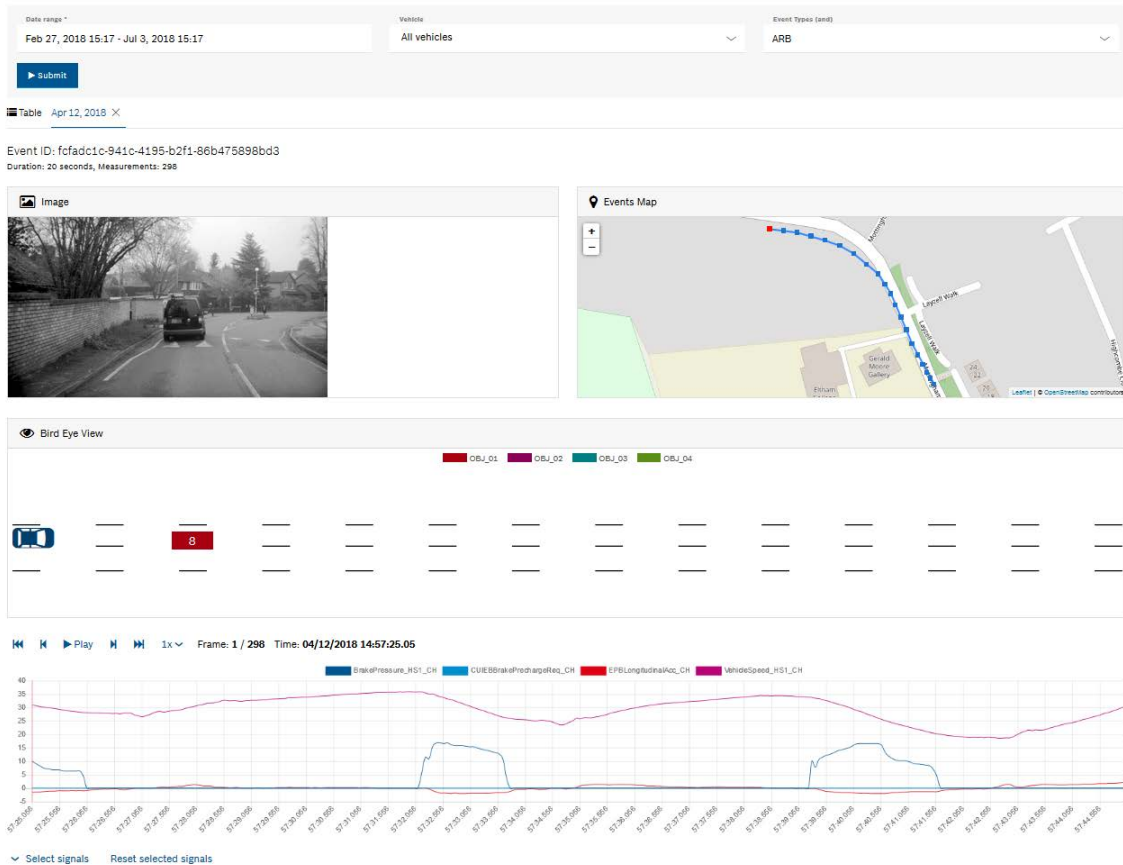 Date range *
Vehicle
Event Types (and)
Feb 27, 2018 15:17 - Jul 3, 2018 15:17
All vehicles
ARB
Submit
Table Apr 12, 2018
Event ID: fcfadc1c-941c-4195-b2f1-86b475898bd3
Duration: 20 seconds, Measurements: 298
Image
Events Map
+
−
Layzell Walk
Layzell Walk
Gerald
Moore
Gallery
Eltham
Leaflet | © OpenStreetMap contributors
Bird Eye View
OBJ_01 OBJ_02 OBJ_03 OBJ_04
8
Play 1x Frame: 1 / 298 Time: 04/12/2018 14:57:25.05
BrakePressure_HS1_CH CUIEBBrakePrechargeReq_CH EPBLongitudinalAcc_CH VehicleSpeed_HS1_CH
40
35
30
25
20
15
10
5
0
-5
Select signals Reset selected signals